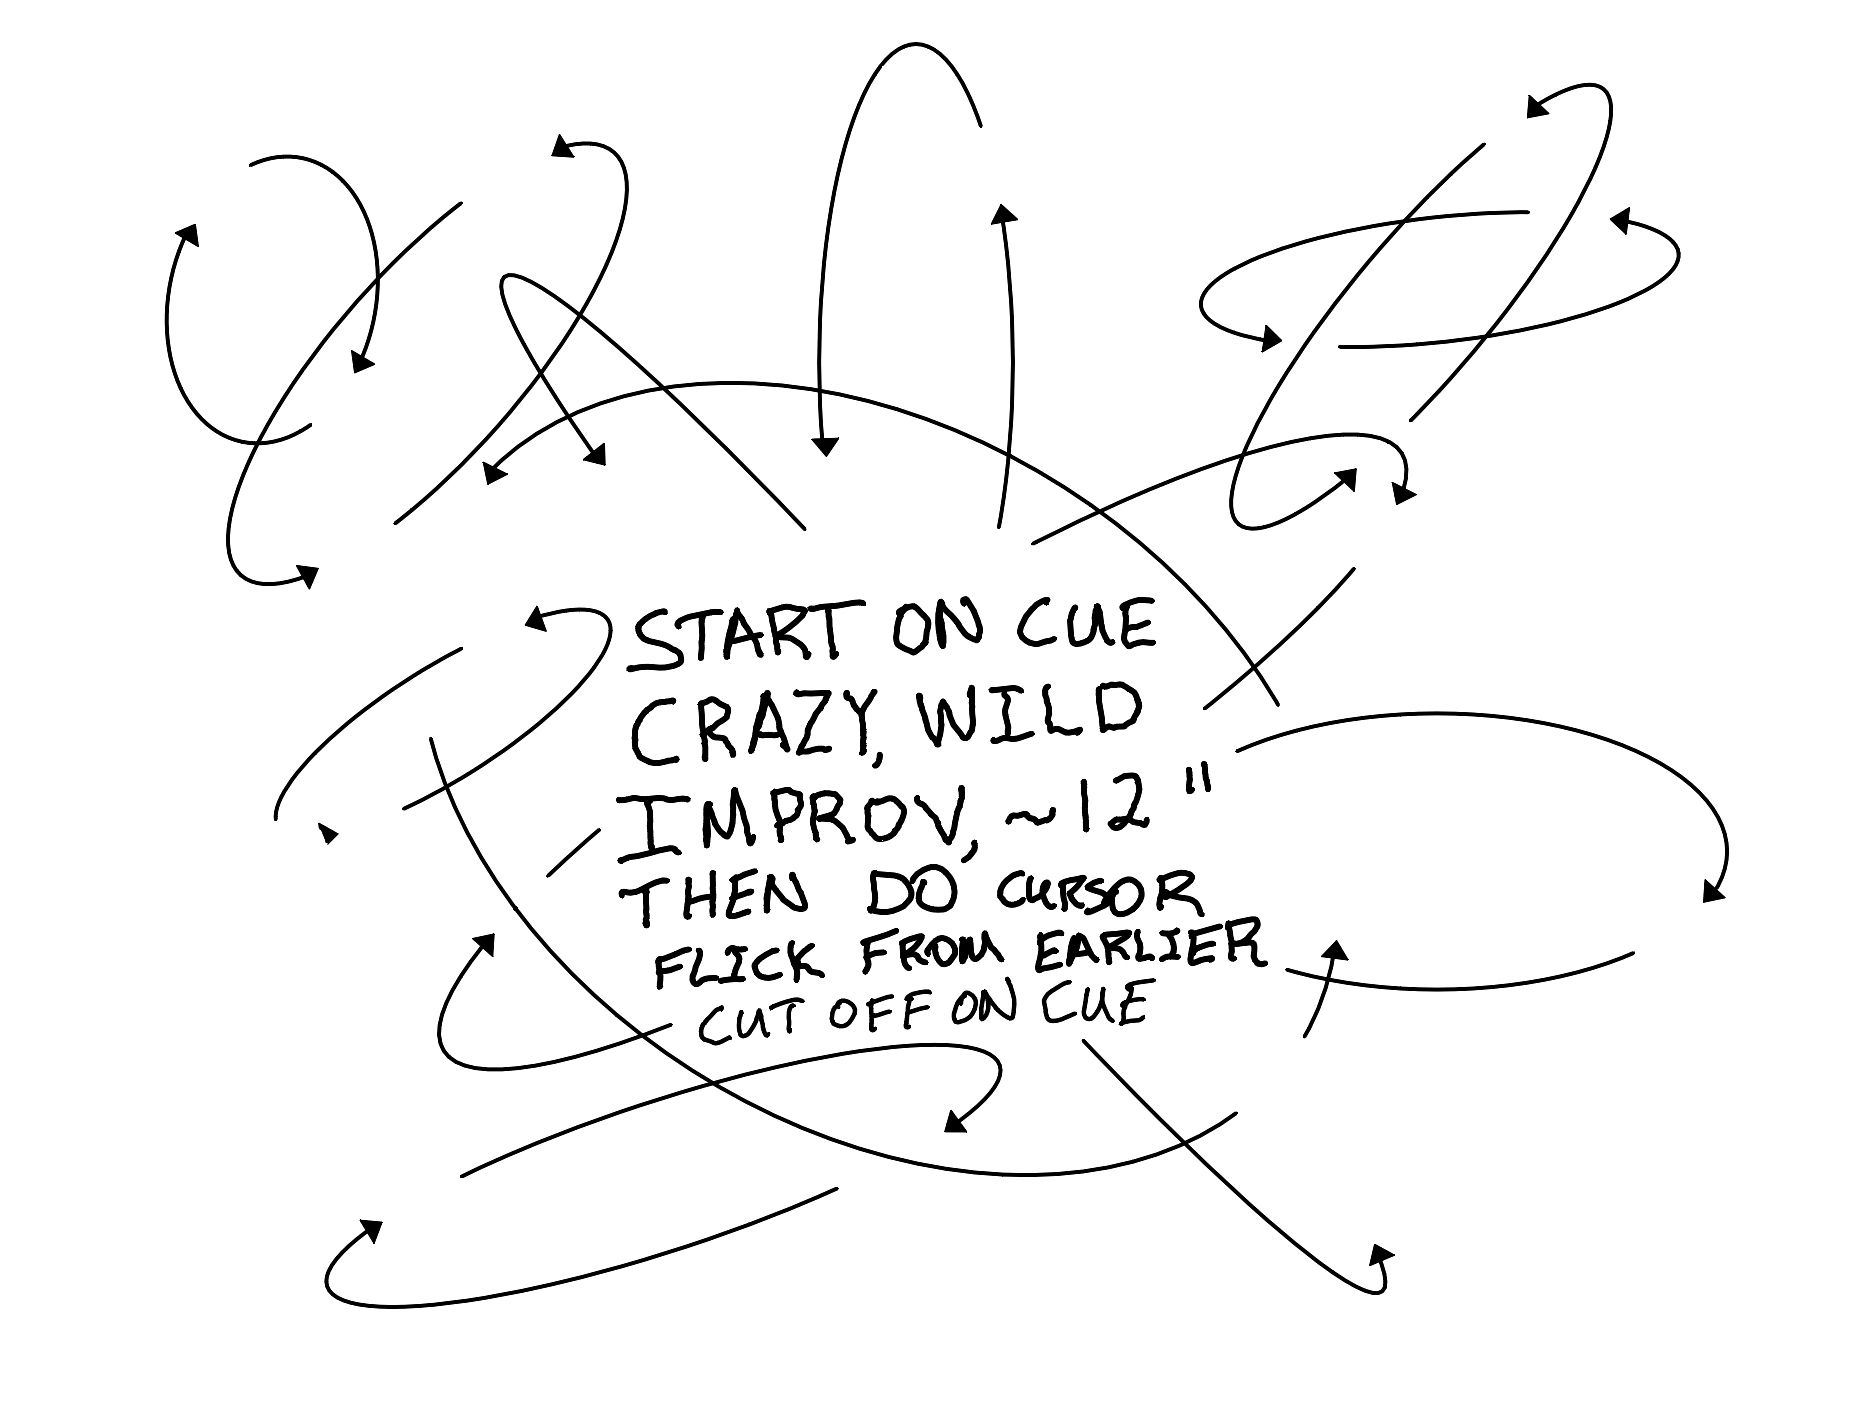 START ON CUE
CRAZY, WILD
IMPROV, ~12"
THEN DO CURSOR
FLICK FROM EARLIER
CUT OFF ON CUE